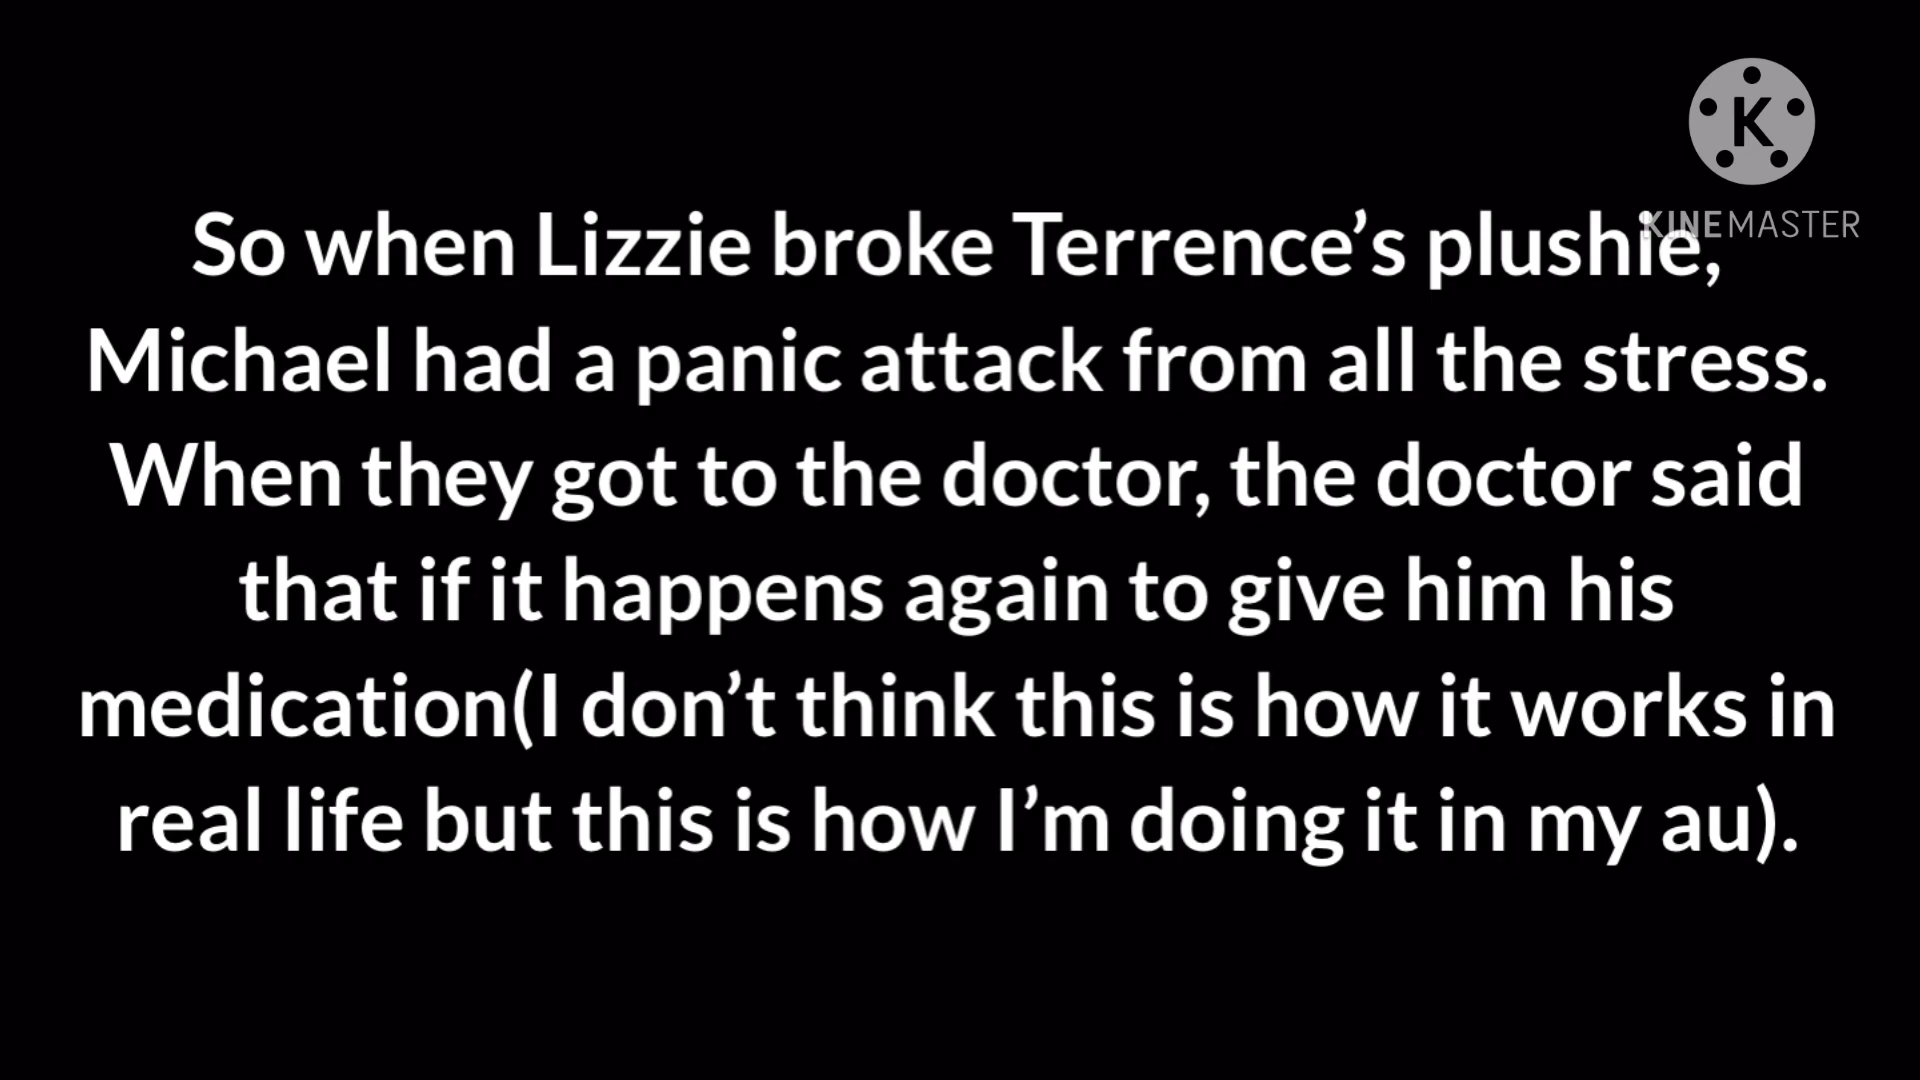 K
KINEMASTER
So when Lizzie broke Terrence’s plushie,
Michael had a panic attack from all the stress.
When they got to the doctor, the doctor said
that if it happens again to give him his
medication(I don’t think this is how it works in
real life but this is how I’m doing it in my au).